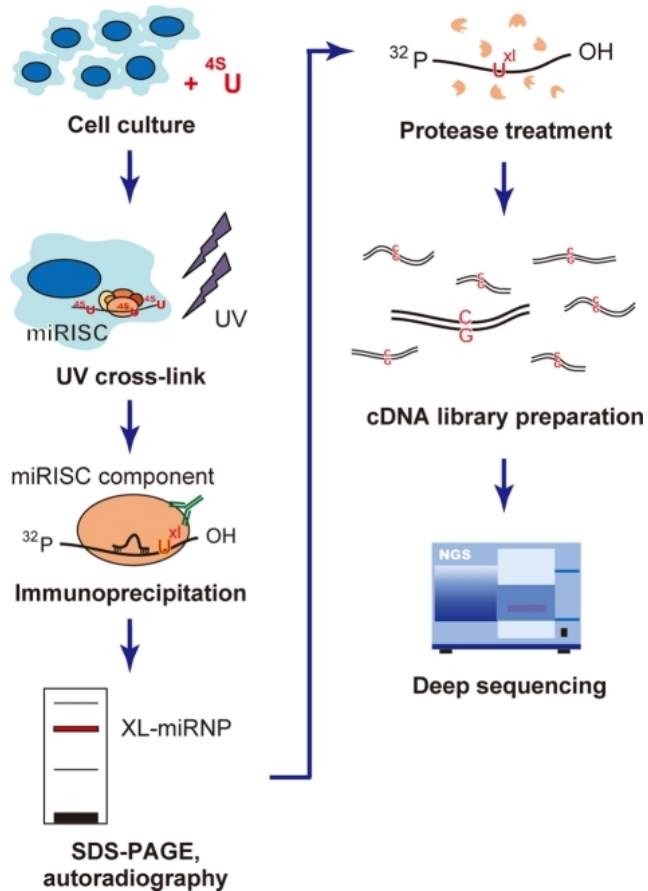 + 4S U
Cell culture
4S U 4S U 4S U
miRISC
UV
UV cross-link
miRISC component
32 P U xl OH
Immunoprecipitation
XL-miRNP
SDS-PAGE,
autoradiography
32 P U xl OH
Protease treatment
C
G
C
G
C
G
C
G
C
G
C
G
C
G
cDNA library preparation
NGS
Deep sequencing